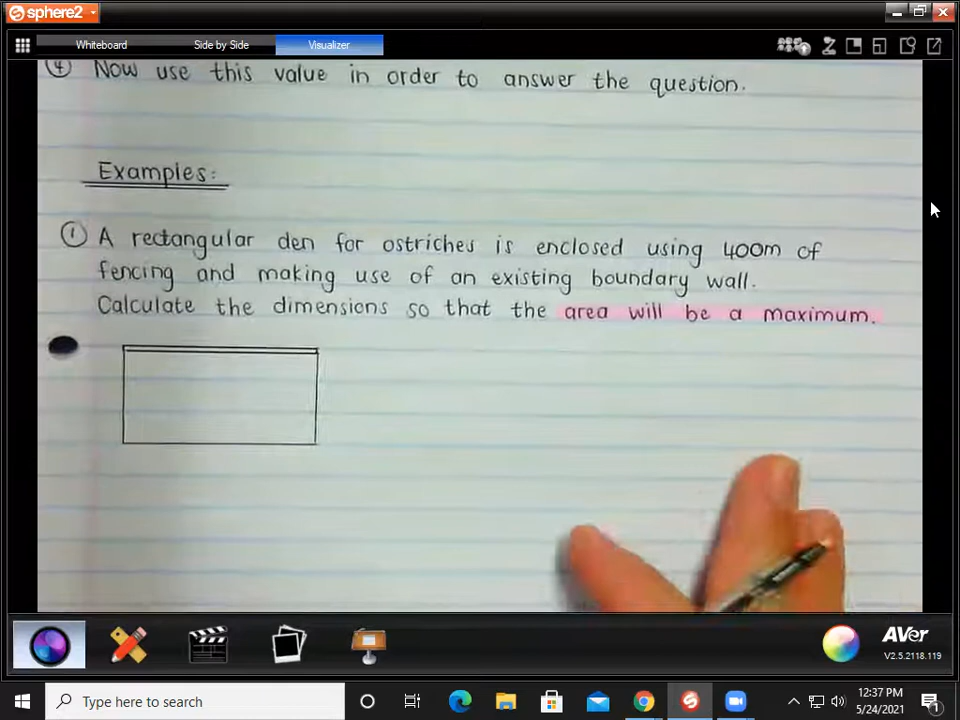 sphere2
Whiteboard Side by Side Visualizer
④ Now use this value in order to answer the question.
Examples:
① A rectangular den for ostriches is enclosed using 400m of
fencing and making use of an existing boundary wall.
Calculate the dimensions so that the area will be a maximum.
AVer
V2.5.2118.119
Type here to search
12:37 PM
5/24/2021
1